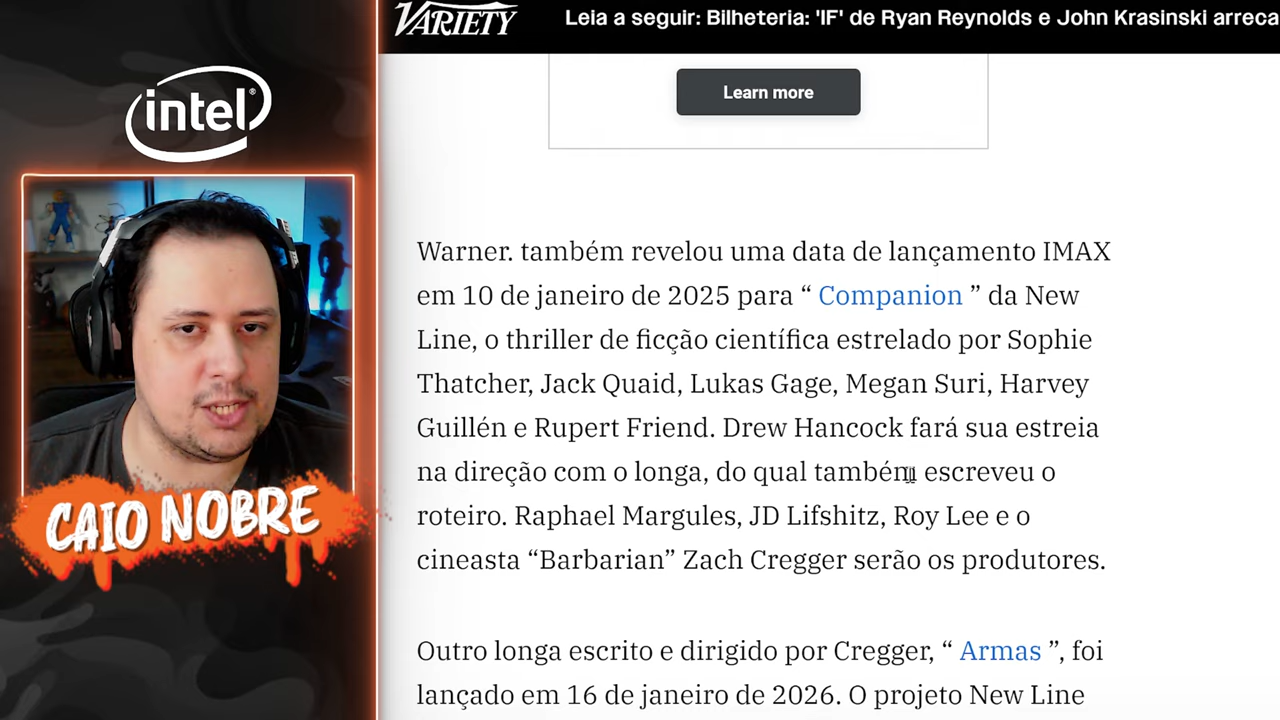 VARIETY
Leia a seguir: Bilheteria: 'IF' de Ryan Reynolds e John Krasinski arreca
Learn more
intel
Warner. também revelou uma data de lançamento IMAX
em 10 de janeiro de 2025 para “ Companion ” da New
Line, o thriller de ficção científica estrelado por Sophie
Thatcher, Jack Quaid, Lukas Gage, Megan Suri, Harvey
Guillén e Rupert Friend. Drew Hancock fará sua estreia
na direção com o longa, do qual também escreveu o
roteiro. Raphael Margules, JD Lifshitz, Roy Lee e o
cineasta “Barbarian” Zach Cregger serão os produtores.
CAIO NOBRE
Outro longa escrito e dirigido por Cregger, “ Armas ”, foi
lançado em 16 de janeiro de 2026. O projeto New Line